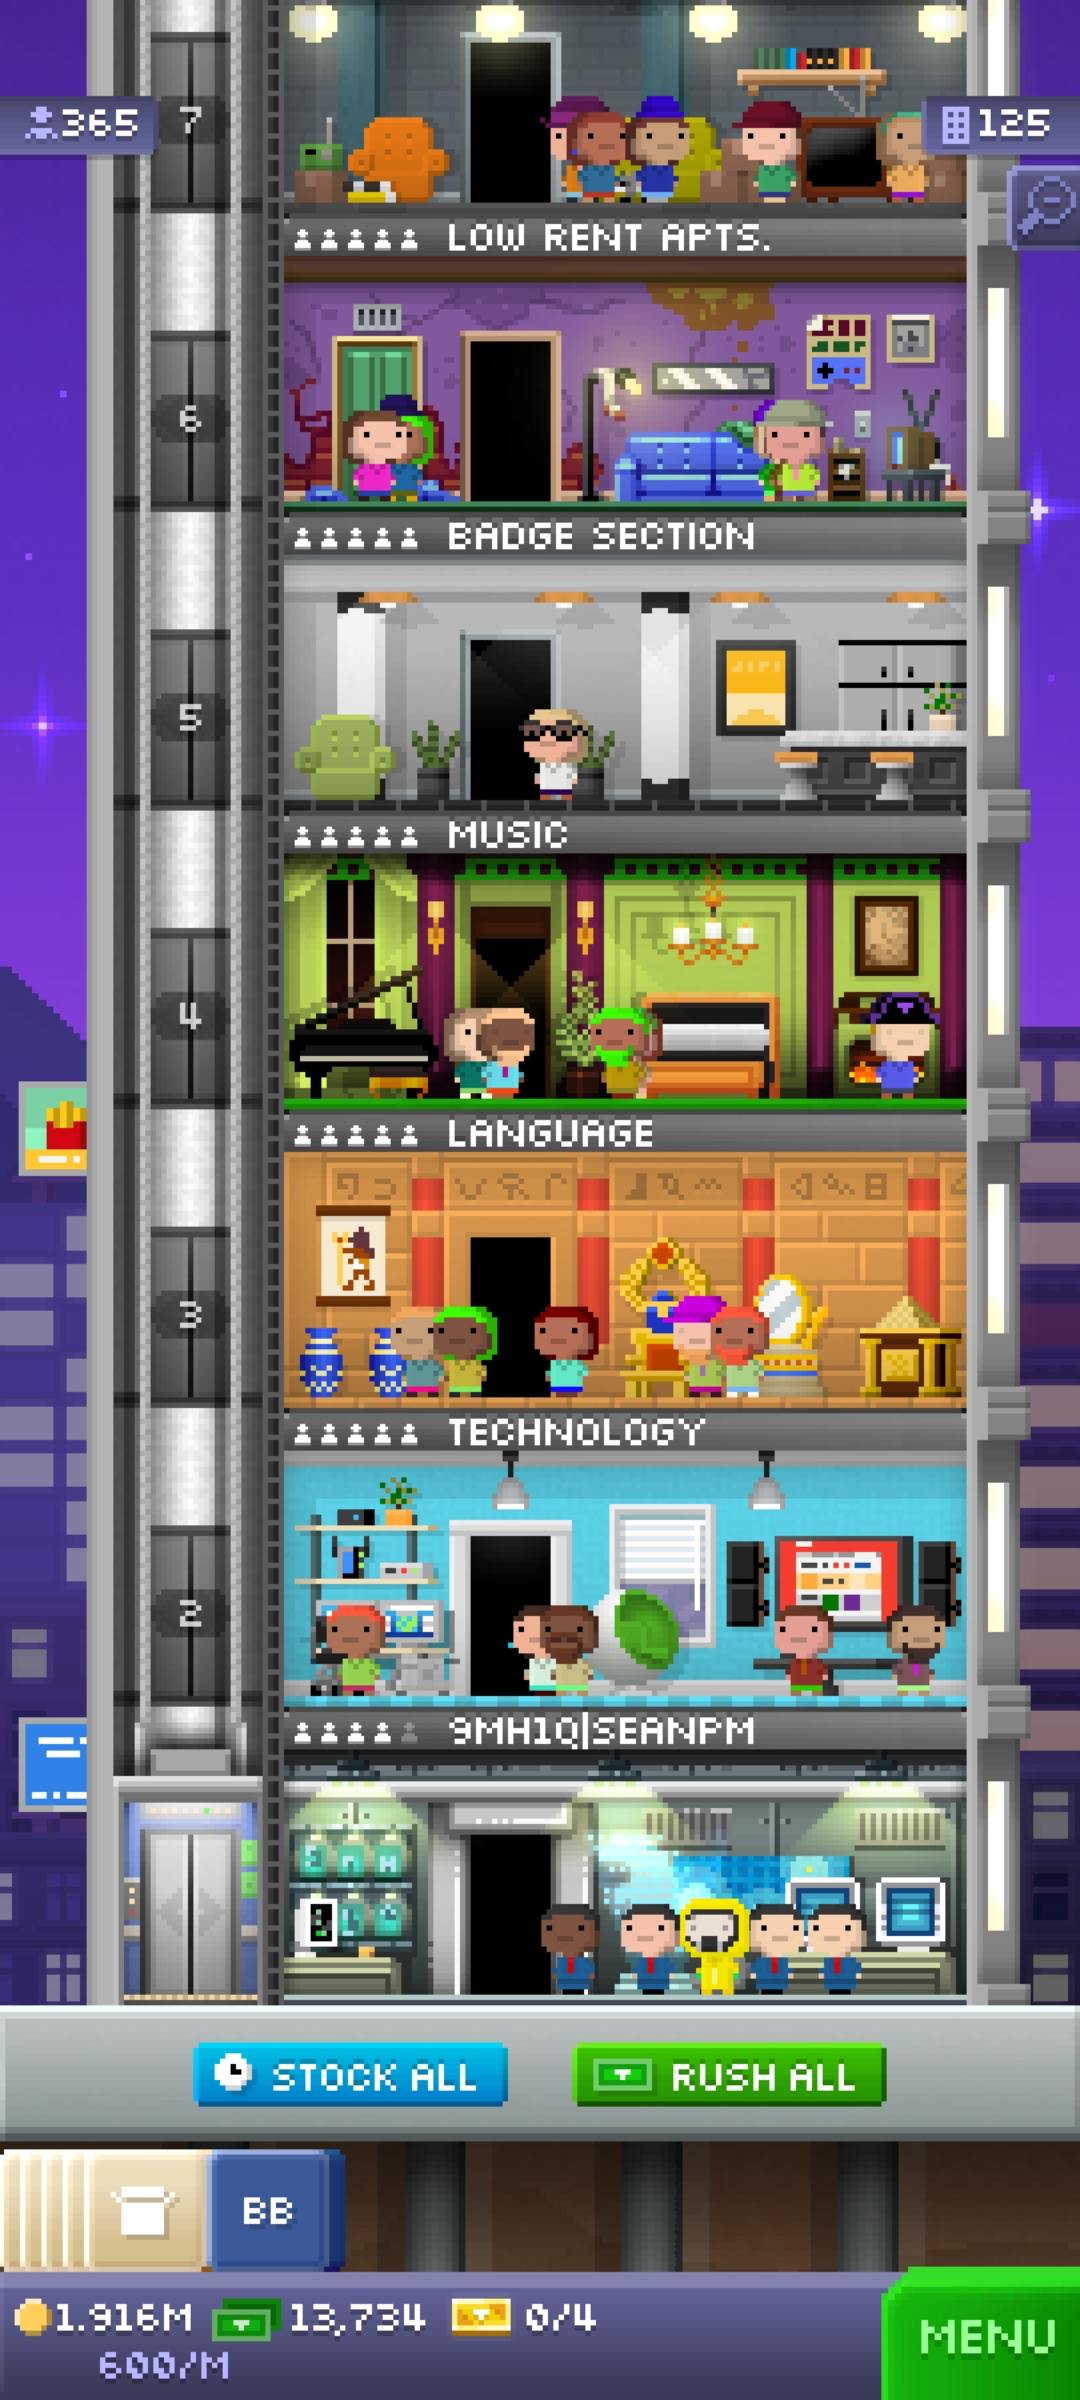 365
7
125
LOW RENT APTS.
6
BADGE SECTION
5
MUSIC
4
LANGUAGE
3
TECHNOLOGY
2
9MH1Q|SEANPM
STOCK ALL
RUSH ALL
BB
1.916M
13,734
0/4
600/M
MENU